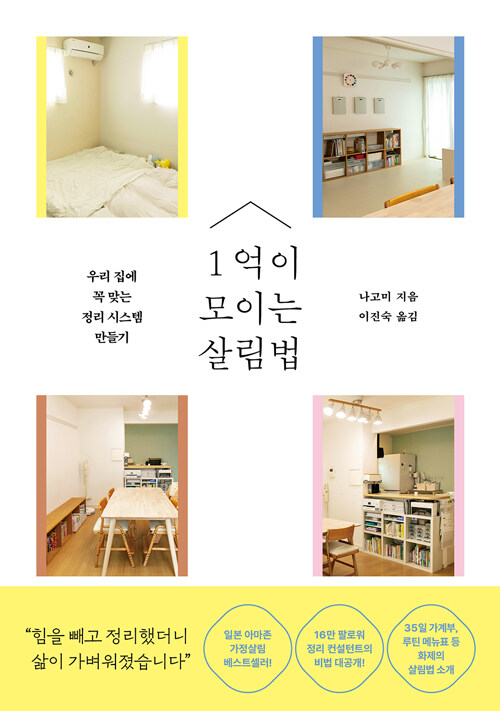 1억이
모이는
살림법
우리 집에
꼭 맞는
정리 시스템
만들기
나고미 지음
이진숙 옮김
“힘을 빼고 정리했더니
삶이 가벼워졌습니다”
일본 아마존
가정살림
베스트셀러!
16만 팔로워
정리 컨설턴트의
비법 대공개!
35일 가계부,
루틴 메뉴표 등
화제의
살림법 소개